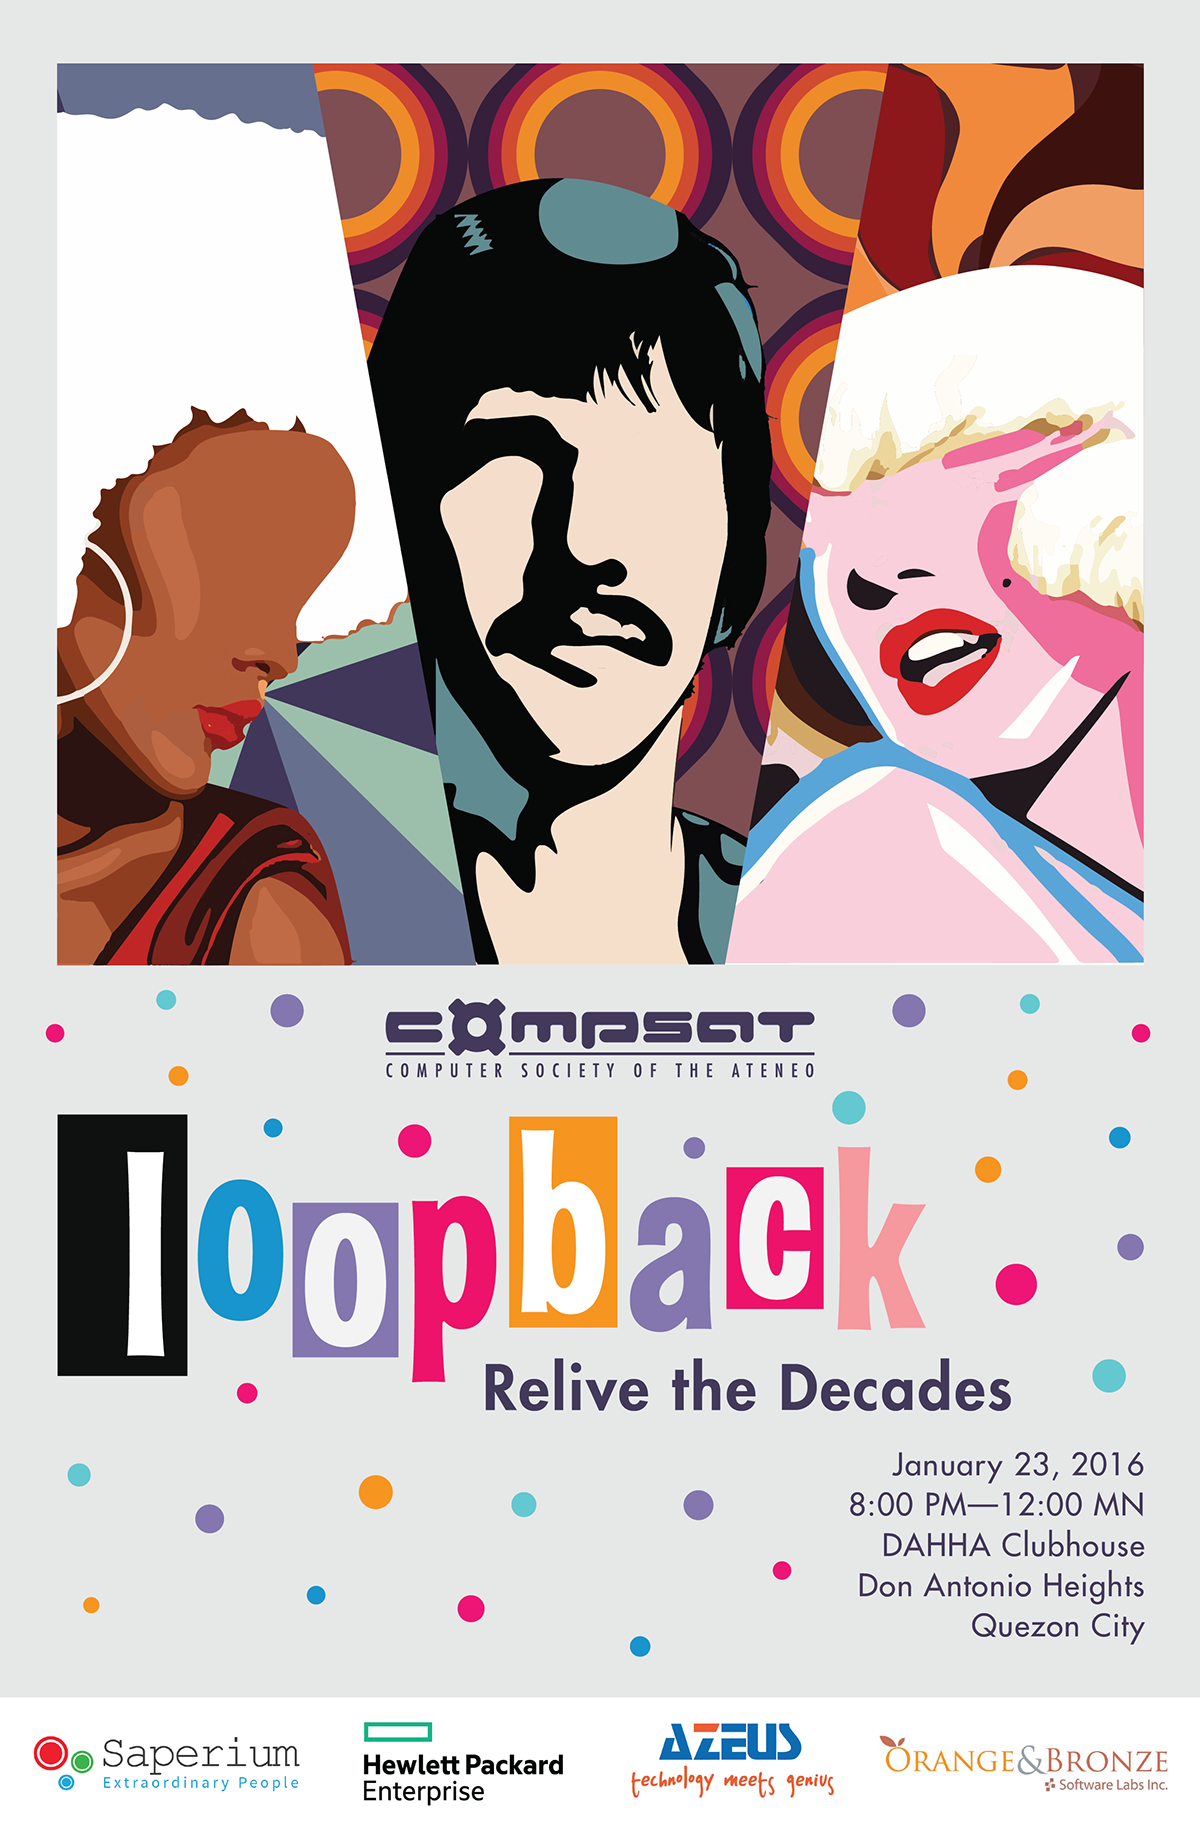 compsat
COMPUTER SOCIETY OF THE ATENEO
loopback
Relive the Decades
January 23, 2016
8:00 PM—12:00 MN
DAHHA Clubhouse
Don Antonio Heights
Quezon City
Saperium
Extraordinary People
Hewlett Packard
Enterprise
AZEUS
technology meets genius
ORANGE&BRONZE
Software Labs Inc.